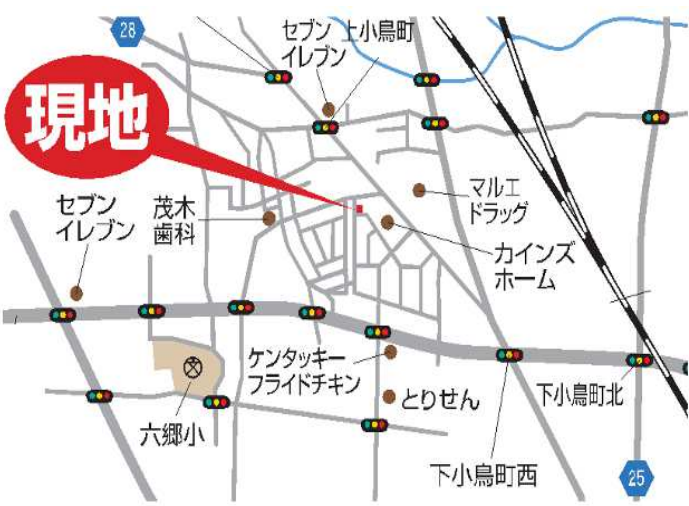 28
セブン
イレブン
上小鳥町
現地
セブン
イレブン
茂木
歯科
マルエ
ドラッグ
カインズ
ホーム
ケンタッキー
フライドチキン
とりせん
下小鳥町北
六郷小
下小鳥町西
25